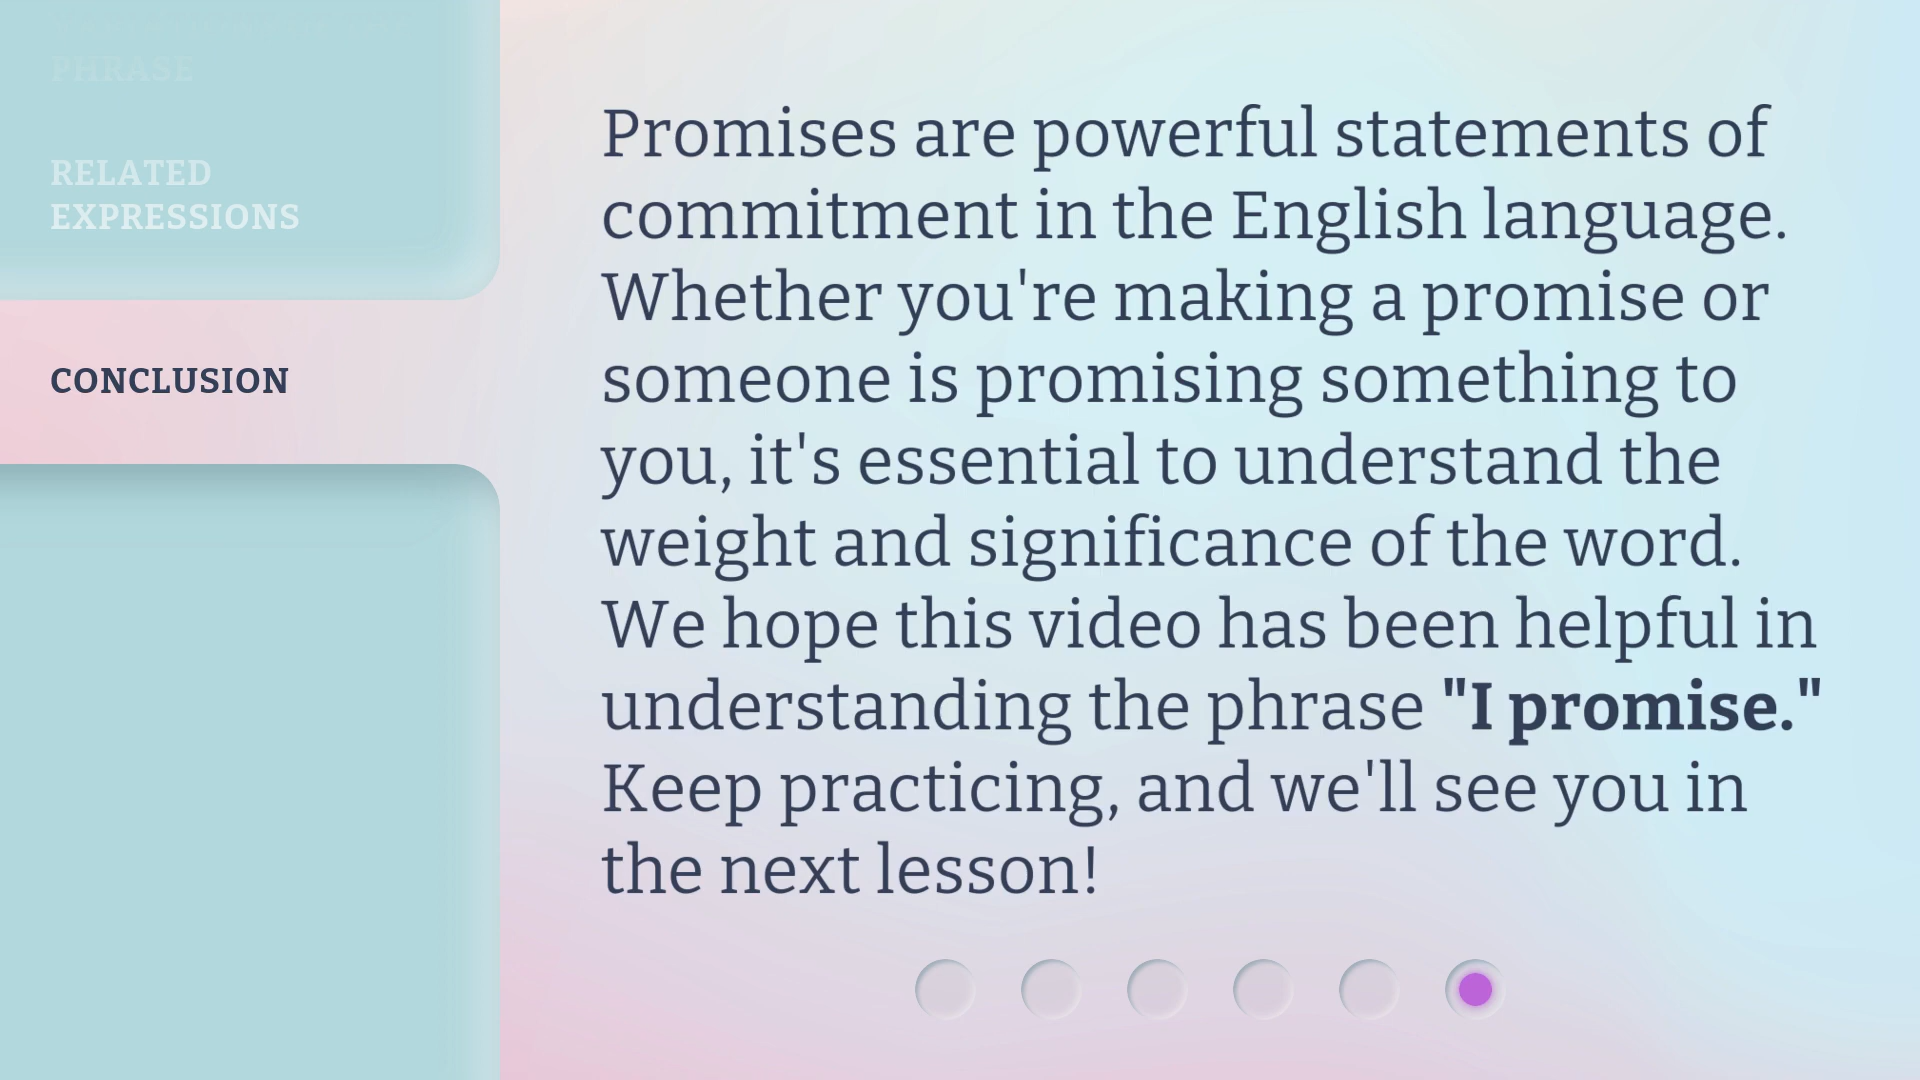 PHRASE
RELATED
EXPRESSIONS
CONCLUSION
Promises are powerful statements of
commitment in the English language.
Whether you're making a promise or
someone is promising something to
you, it's essential to understand the
weight and significance of the word.
We hope this video has been helpful in
understanding the phrase "I promise."
Keep practicing, and we'll see you in
the next lesson!